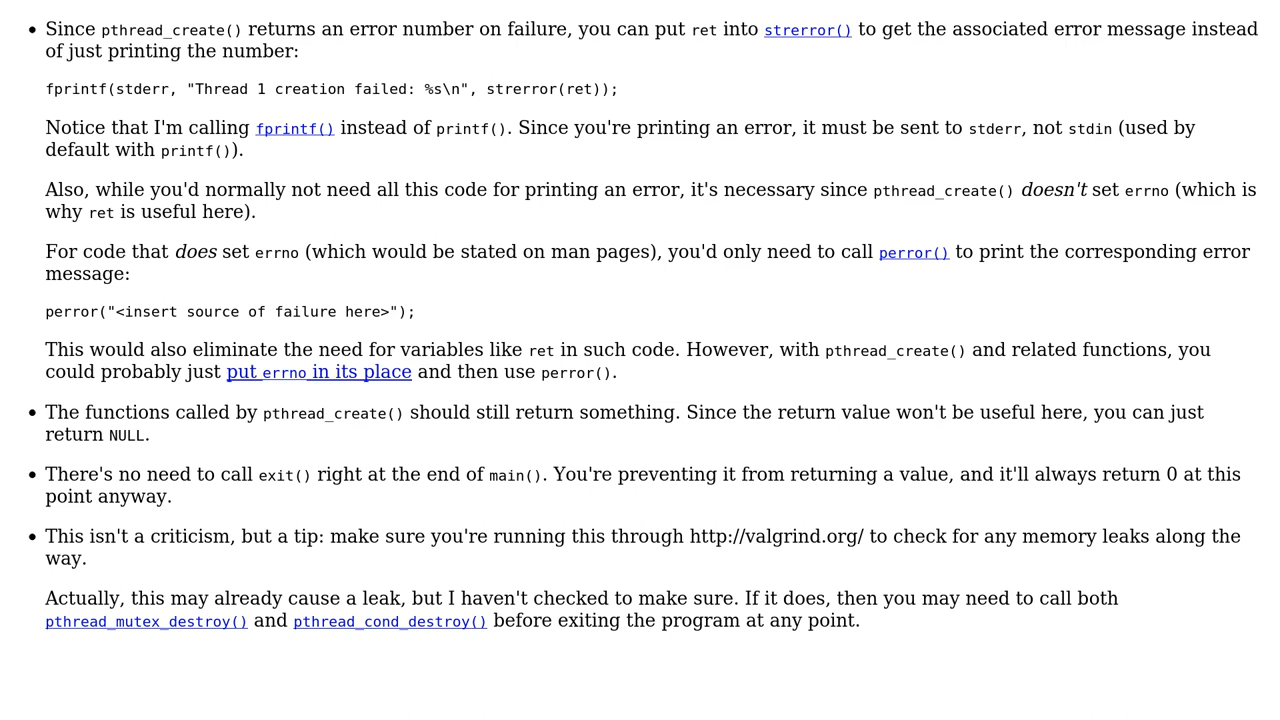 • Since pthread_create() returns an error number on failure, you can put ret into strerror() to get the associated error message instead
of just printing the number:
fprintf(stderr, "Thread 1 creation failed: %s\n", strerror(ret));
Notice that I'm calling fprintf() instead of printf(). Since you're printing an error, it must be sent to stderr, not stdin (used by
default with printf()).
Also, while you'd normally not need all this code for printing an error, it's necessary since pthread_create() doesn't set errno (which is
why ret is useful here).
For code that does set errno (which would be stated on man pages), you'd only need to call perror() to print the corresponding error
message:
perror("<insert source of failure here>");
This would also eliminate the need for variables like ret in such code. However, with pthread_create() and related functions, you
could probably just put errno in its place and then use perror().
• The functions called by pthread_create() should still return something. Since the return value won't be useful here, you can just
return NULL.
• There's no need to call exit() right at the end of main(). You're preventing it from returning a value, and it'll always return 0 at this
point anyway.
• This isn't a criticism, but a tip: make sure you're running this through http://valgrind.org/ to check for any memory leaks along the
way.
Actually, this may already cause a leak, but I haven't checked to make sure. If it does, then you may need to call both
pthread_mutex_destroy() and pthread_cond_destroy() before exiting the program at any point.